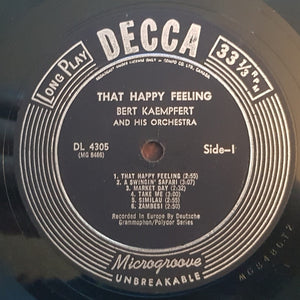 DECCA
LONG PLAY
33 1/3 RPM
THAT HAPPY FEELING
BERT KAEMPFERT
AND HIS ORCHESTRA
DL 4305
(MG 8466)
Side-1
1. THAT HAPPY FEELING (2:55)
2. A SWINGIN' SAFARI (3:07)
3. MARKET DAY (2:32)
4. TAKE ME (3:00)
5. SIMILAU (2:55)
6. ZAMBESI (2:50)
Recorded In Europe By Deutsche
Grammophon/Polydor Series
Microgroove
UNBREAKABLE